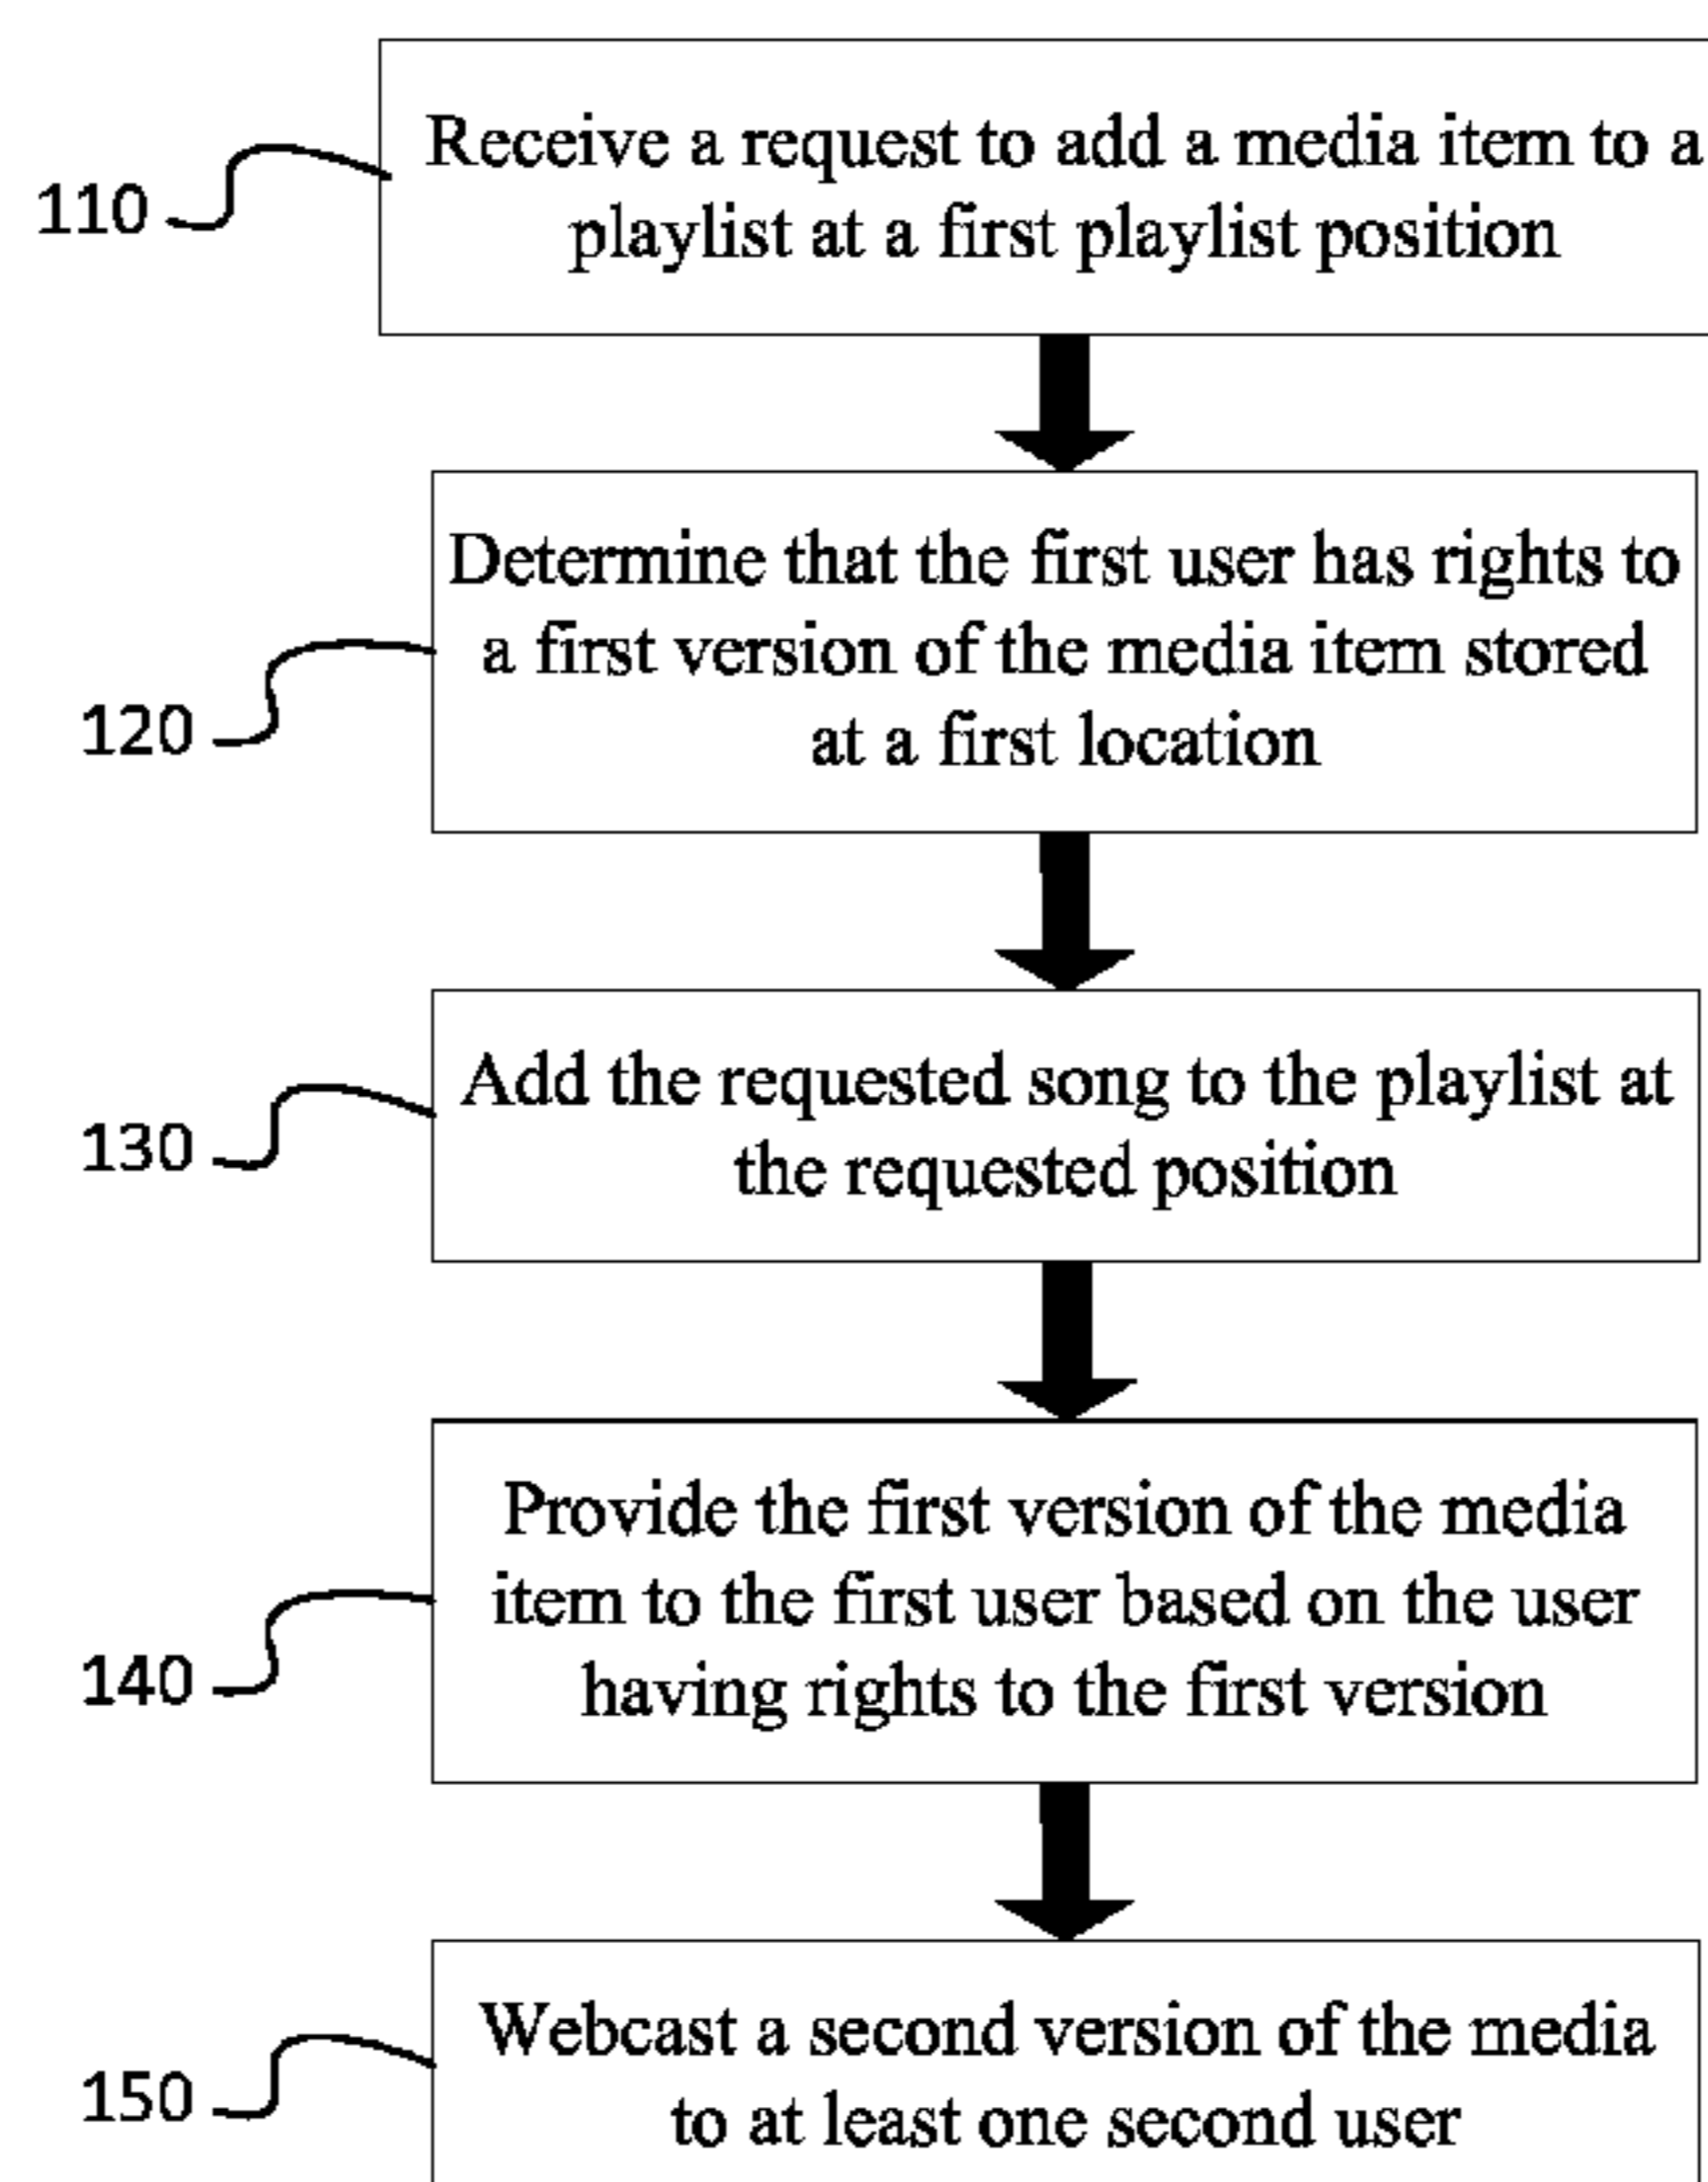 Receive a request to add a media item to a
playlist at a first playlist position
110
Determine that the first user has rights to
a first version of the media item stored
at a first location
120
Add the requested song to the playlist at
the requested position
130
Provide the first version of the media
item to the first user based on the user
having rights to the first version
140
Webcast a second version of the media
to at least one second user
150